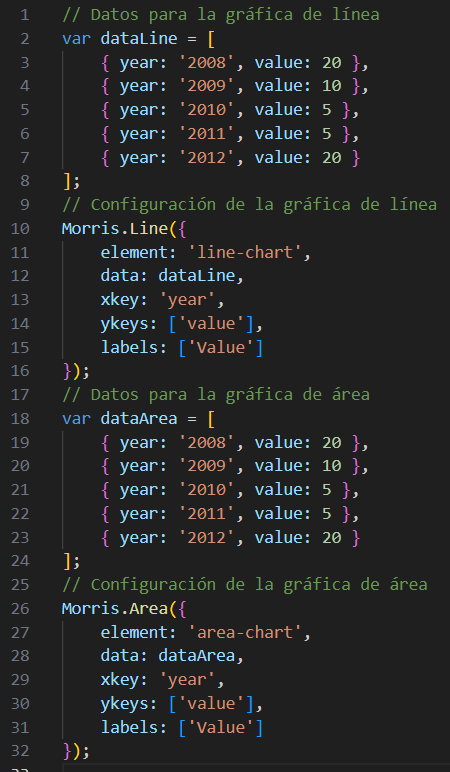 1 // Datos para la gráfica de línea
2 var dataLine = [
3     { year: '2008', value: 20 },
4     { year: '2009', value: 10 },
5     { year: '2010', value: 5 },
6     { year: '2011', value: 5 },
7     { year: '2012', value: 20 }
8 ];
9 // Configuración de la gráfica de línea
10 Morris.Line({
11     element: 'line-chart',
12     data: dataLine,
13     xkey: 'year',
14     ykeys: ['value'],
15     labels: ['Value']
16 });
17 // Datos para la gráfica de área
18 var dataArea = [
19     { year: '2008', value: 20 },
20     { year: '2009', value: 10 },
21     { year: '2010', value: 5 },
22     { year: '2011', value: 5 },
23     { year: '2012', value: 20 }
24 ];
25 // Configuración de la gráfica de área
26 Morris.Area({
27     element: 'area-chart',
28     data: dataArea,
29     xkey: 'year',
30     ykeys: ['value'],
31     labels: ['Value']
32 });
33